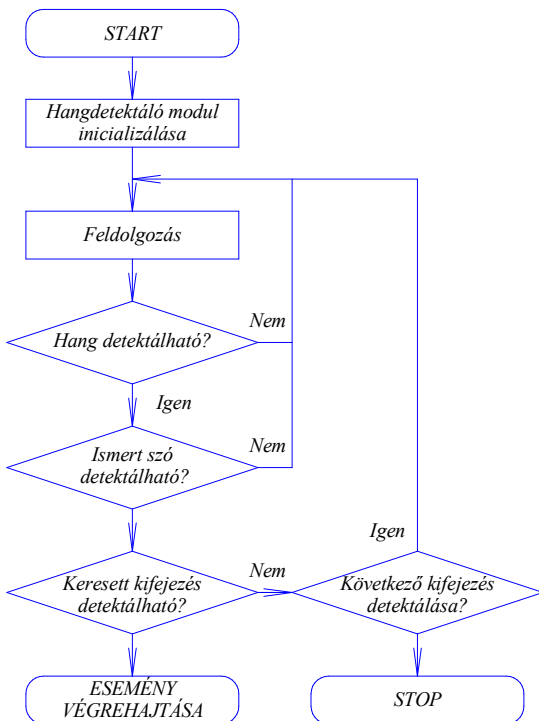 START
Hangdetektáló modul
inicializálása
Feldolgozás
Hang detektálható?
Nem
Igen
Ismert szó
detektálható?
Nem
Keresett kifejezés
detektálható?
Nem
Igen
Következő kifejezés
detektálása?
ESEMÉNY
VÉGREHAJTÁSA
STOP